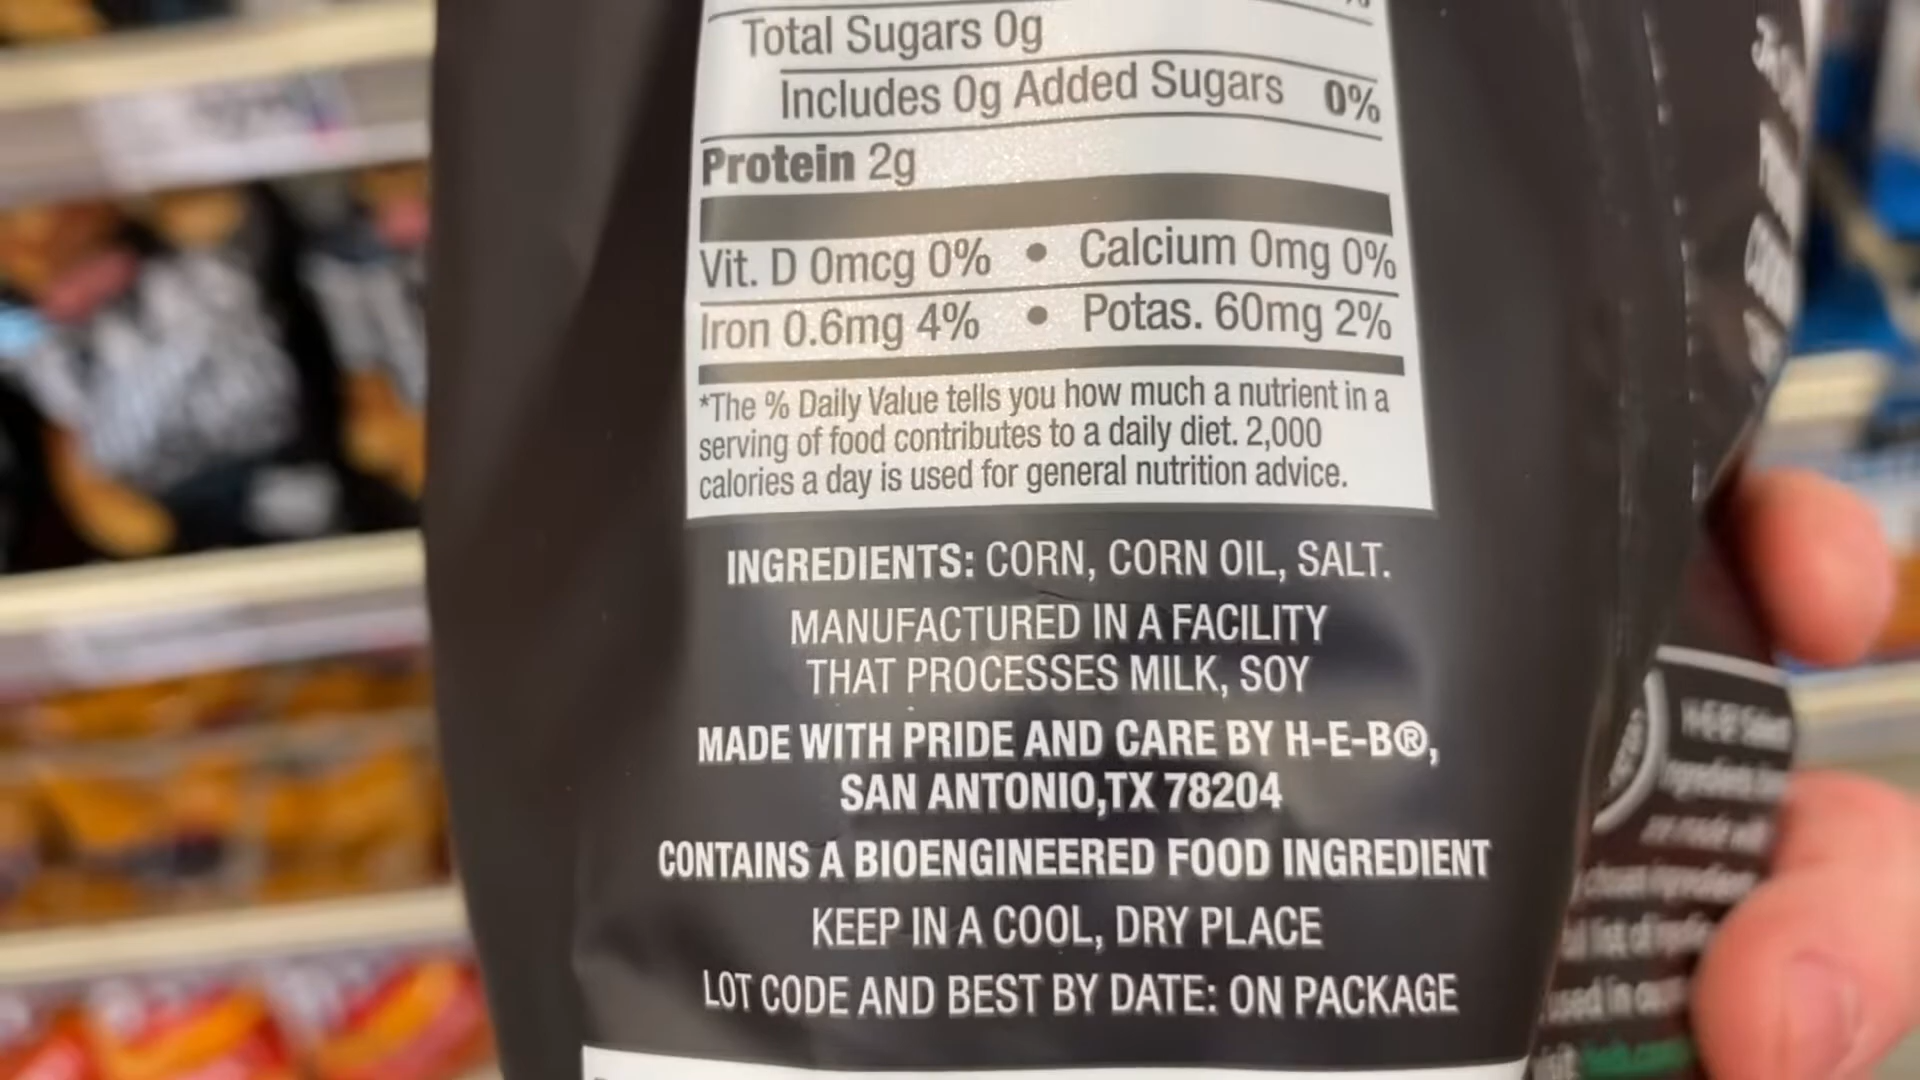 Total Sugars 0g
Includes 0g Added Sugars 0%
Protein 2g
Vit. D 0mcg 0% • Calcium 0mg 0%
Iron 0.6mg 4% • Potas. 60mg 2%
*The % Daily Value tells you how much a nutrient in a
serving of food contributes to a daily diet. 2,000
calories a day is used for general nutrition advice.
INGREDIENTS: CORN, CORN OIL, SALT.
MANUFACTURED IN A FACILITY
THAT PROCESSES MILK, SOY
MADE WITH PRIDE AND CARE BY H-E-B®,
SAN ANTONIO,TX 78204
CONTAINS A BIOENGINEERED FOOD INGREDIENT
KEEP IN A COOL, DRY PLACE
LOT CODE AND BEST BY DATE: ON PACKAGE